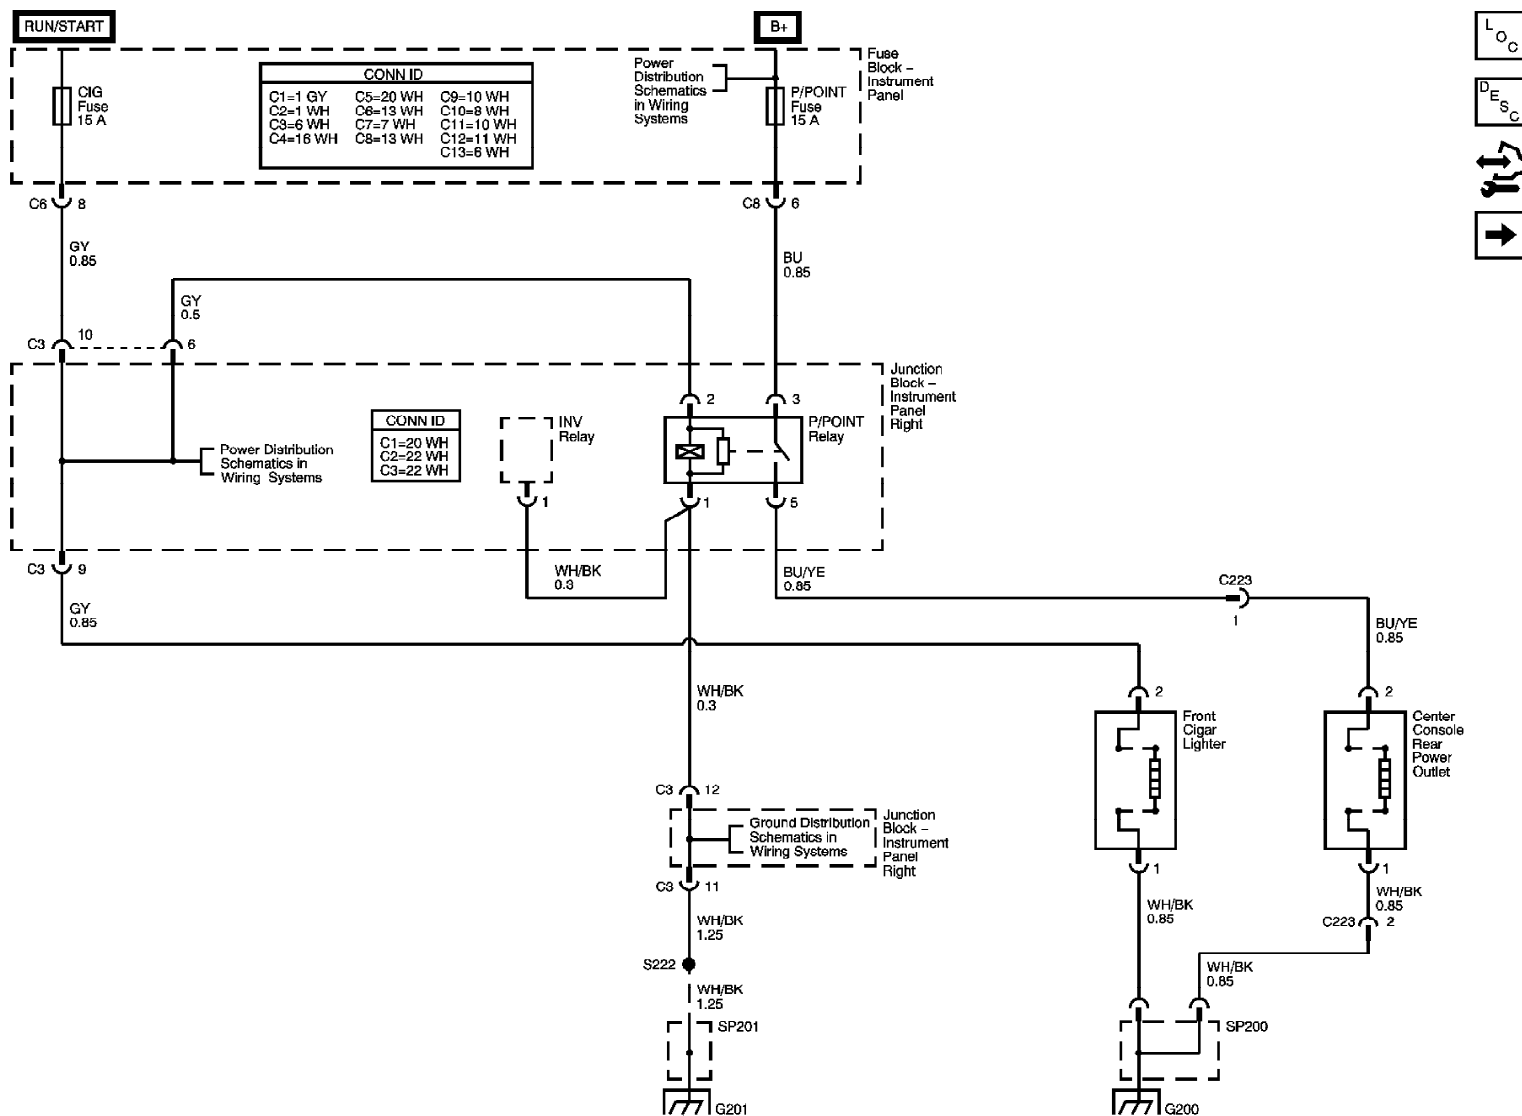 RUN/START
B+
L
O
C
CIG
Fuse
15 A
CONN ID
C1=1 GY C5=20 WH C9=10 WH
C2=1 WH C6=13 WH C10=8 WH
C3=6 WH C7=7 WH C11=10 WH
C4=16 WH C8=13 WH C12=11 WH
C13=6 WH
Power
Distribution
Schematics
in Wiring
Systems
P/POINT
Fuse
15 A
Fuse
Block –
Instrument
Panel
D
E
S
C
C6 8
C8 6
GY
0.85
BU
0.85
GY
0.5
C3 10 6
2
3
Junction
Block –
Instrument
Panel
Right
Power Distribution
Schematics in
Wiring Systems
CONN ID
C1=20 WH
C2=22 WH
C3=22 WH
INV
Relay
P/POINT
Relay
1
1
5
C3 9
WH/BK
0.3
BU/YE
0.85
C223
1
GY
0.85
BU/YE
0.85
WH/BK
0.3
2
2
Front
Cigar
Lighter
Center
Console
Rear
Power
Outlet
C3 12
Ground Distribution
Schematics in
Wiring Systems
Junction
Block –
Instrument
Panel
Right
C3 11
1
1
WH/BK
0.85
WH/BK
0.85
C223 2
WH/BK
1.25
S222
WH/BK
0.85
WH/BK
1.25
SP201
SP200
G201
G200